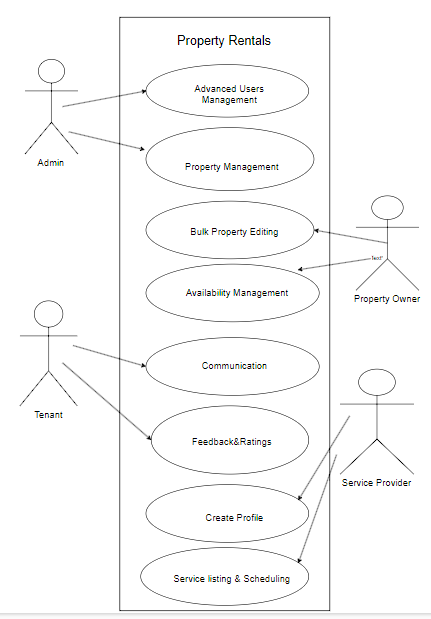 Property Rentals
Advanced Users
Management
Admin
Property Management
Bulk Property Editing
Text
Availability Management
Property Owner
Communication
Tenant
Feedback&Ratings
Service Provider
Create Profile
Service listing & Scheduling